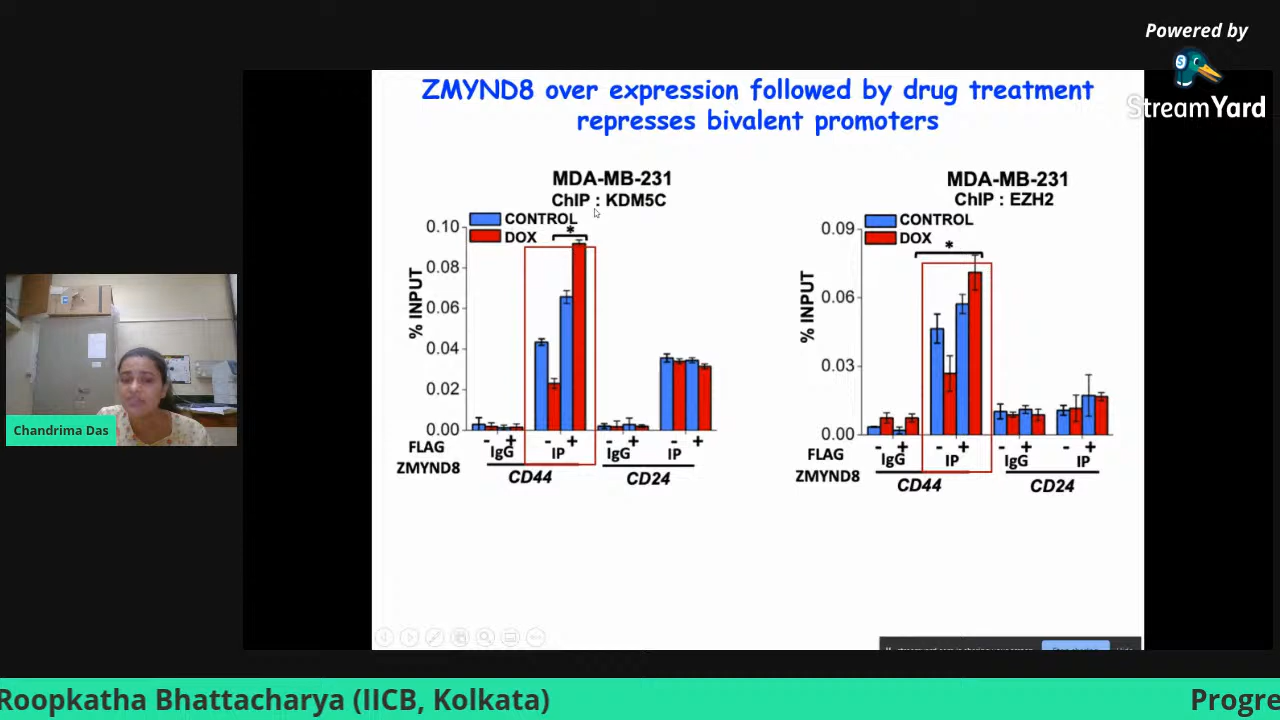 Powered by
StreamYard
ZMYND8 over expression followed by drug treatment
represses bivalent promoters
MDA-MB-231
ChIP : KDM5C
CONTROL
DOX
*
% INPUT
0.10
0.08
0.06
0.04
0.02
0.00
FLAG
ZMYND8
- + - + - + - +
IgG IP IgG IP
CD44 CD24
MDA-MB-231
ChIP : EZH2
CONTROL
DOX
*
% INPUT
0.09
0.06
0.03
0.00
FLAG
ZMYND8
- + - + - + - +
IgG IP IgG IP
CD44 CD24
Chandrima Das
Roopkatha Bhattacharya (IICB, Kolkata)
Progre